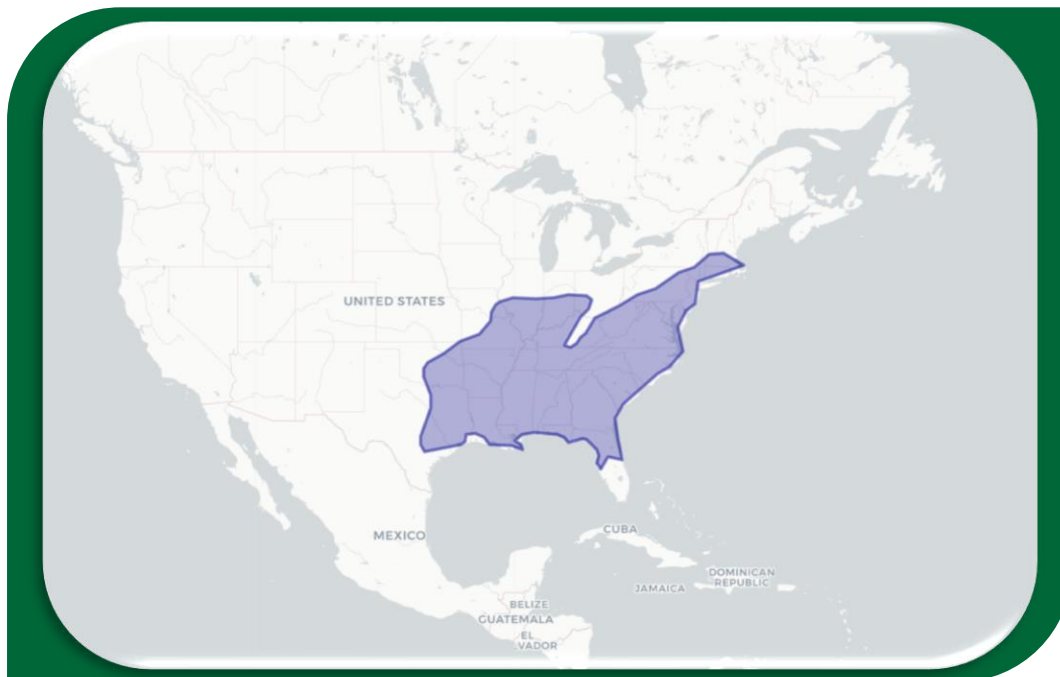 UNITED STATES
MEXICO
CUBA
DOMINICAN
REPUBLIC
JAMAICA
BELIZE
GUATEMALA
EL
.VADOR